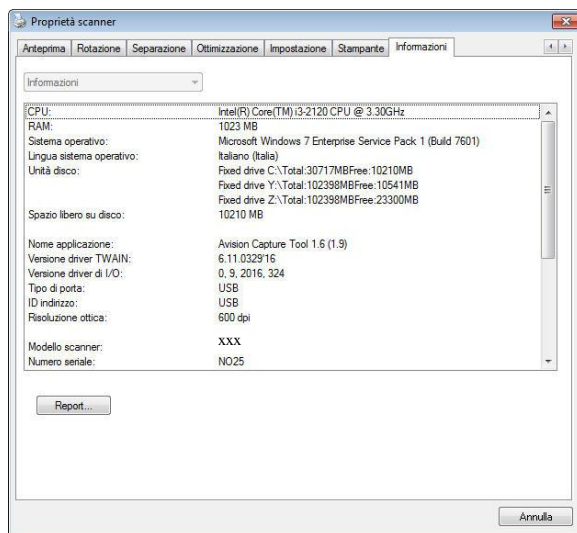 Proprietà scanner
Anteprima Rotazione Separazione Ottimizzazione Impostazione Stampante Informazioni
Informazioni
CPU: Intel(R) Core(TM) i3-2120 CPU @ 3.30GHz
RAM: 1023 MB
Sistema operativo: Microsoft Windows 7 Enterprise Service Pack 1 (Build 7601)
Lingua sistema operativo: Italiano (Italia)
Unità disco: Fixed drive C:\Total:30717MBFree:10210MB
Fixed drive Y:\Total:102398MBFree:10541MB
Fixed drive Z:\Total:102398MBFree:23300MB
Spazio libero su disco: 10210 MB
Nome applicazione: Avision Capture Tool 1.6 (1.9)
Versione driver TWAIN: 6.11.0329'16
Versione driver di I/O: 0, 9, 2016, 324
Tipo di porta: USB
ID indirizzo: USB
Risoluzione ottica: 600 dpi
Modello scanner: XXX
Numero seriale: NO25
Report...
Annulla